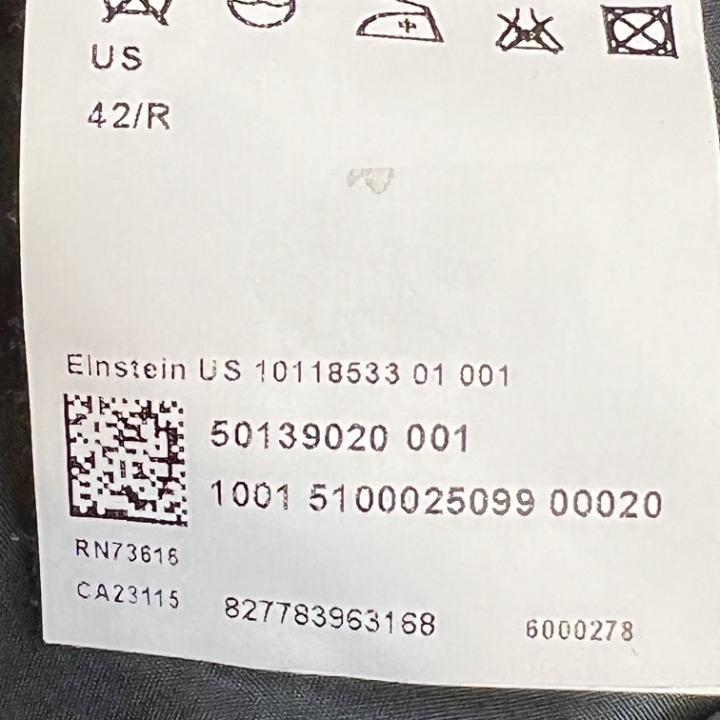 US
42/R
EInstein US 10118533 01 001
50139020 001
1001 5100025099 00020
RN73616
CA23115
827783963168
6000278